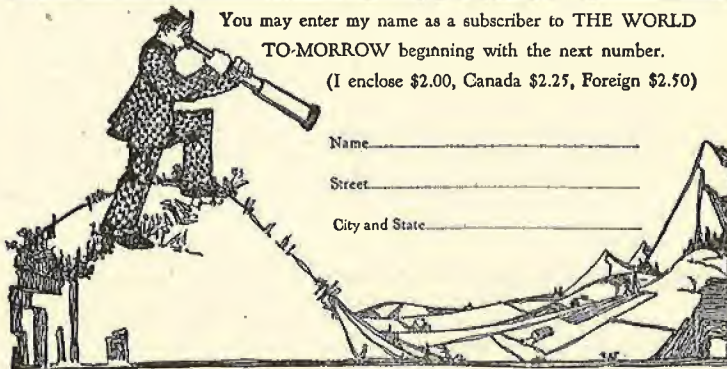 You may enter my name as a subscriber to THE WORLD
TO-MORROW beginning with the next number.
(I enclose $2.00, Canada $2.25, Foreign $2.50)
Name
Street
City and State